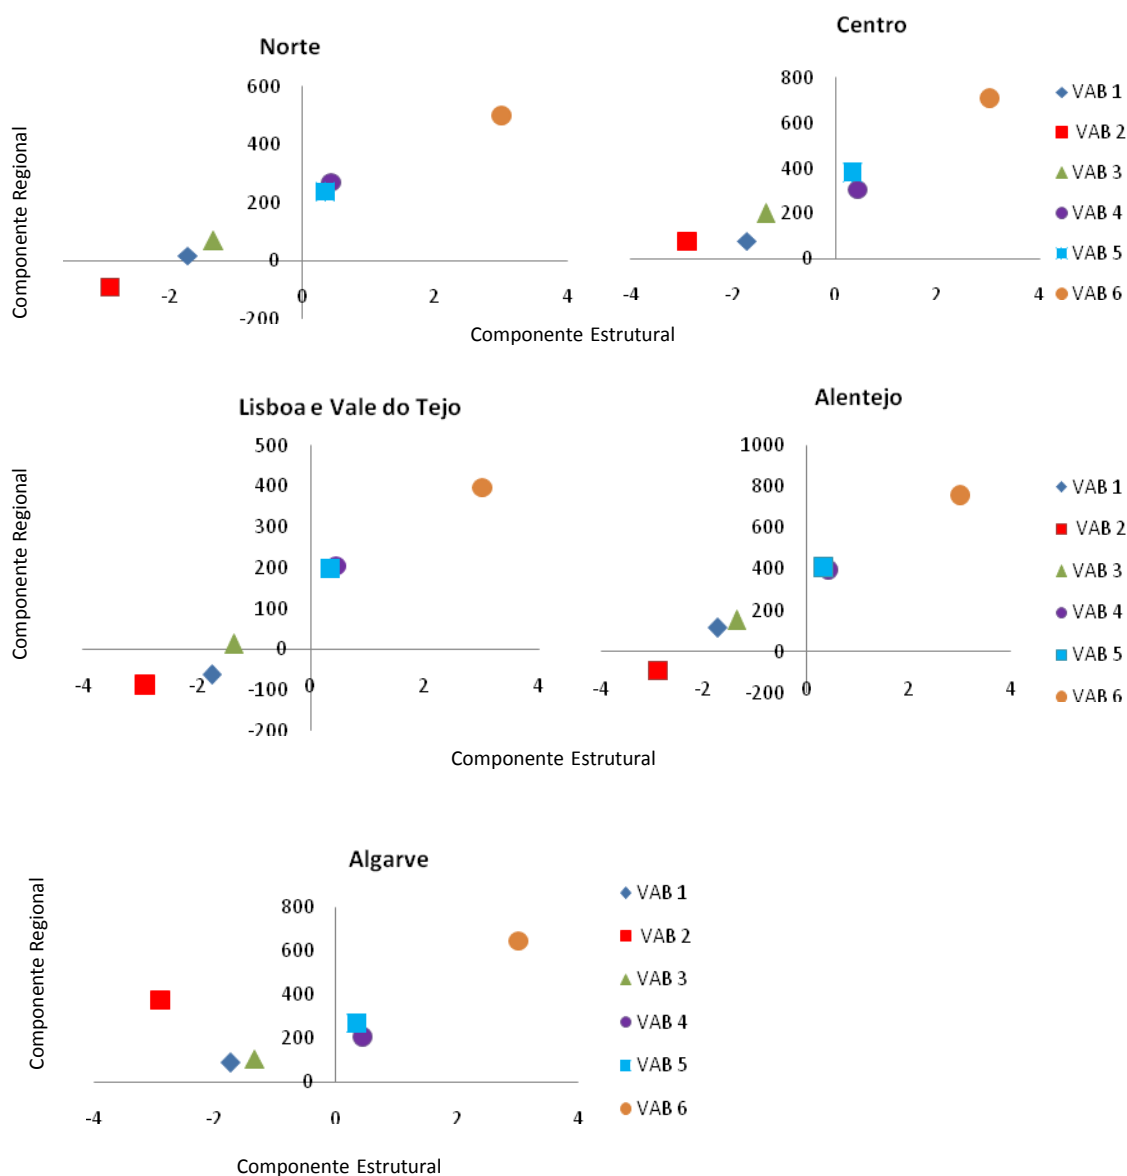 Norte
Componente Regional
600
400
200
0
-200
-2
0
2
4
Centro
800
600
400
200
0
-4
-2
0
2
4
VAB 1
VAB 2
VAB 3
VAB 4
VAB 5
VAB 6
Componente Estrutural
Lisboa e Vale do Tejo
Componente Regional
500
400
300
200
100
0
-100
-200
-4
-2
0
2
4
Alentejo
1000
800
600
400
200
0
-200
-4
-2
0
2
4
VAB 1
VAB 2
VAB 3
VAB 4
VAB 5
VAB 6
Componente Estrutural
Algarve
Componente Regional
800
600
400
200
0
-4
-2
0
2
4
VAB 1
VAB 2
VAB 3
VAB 4
VAB 5
VAB 6
Componente Estrutural